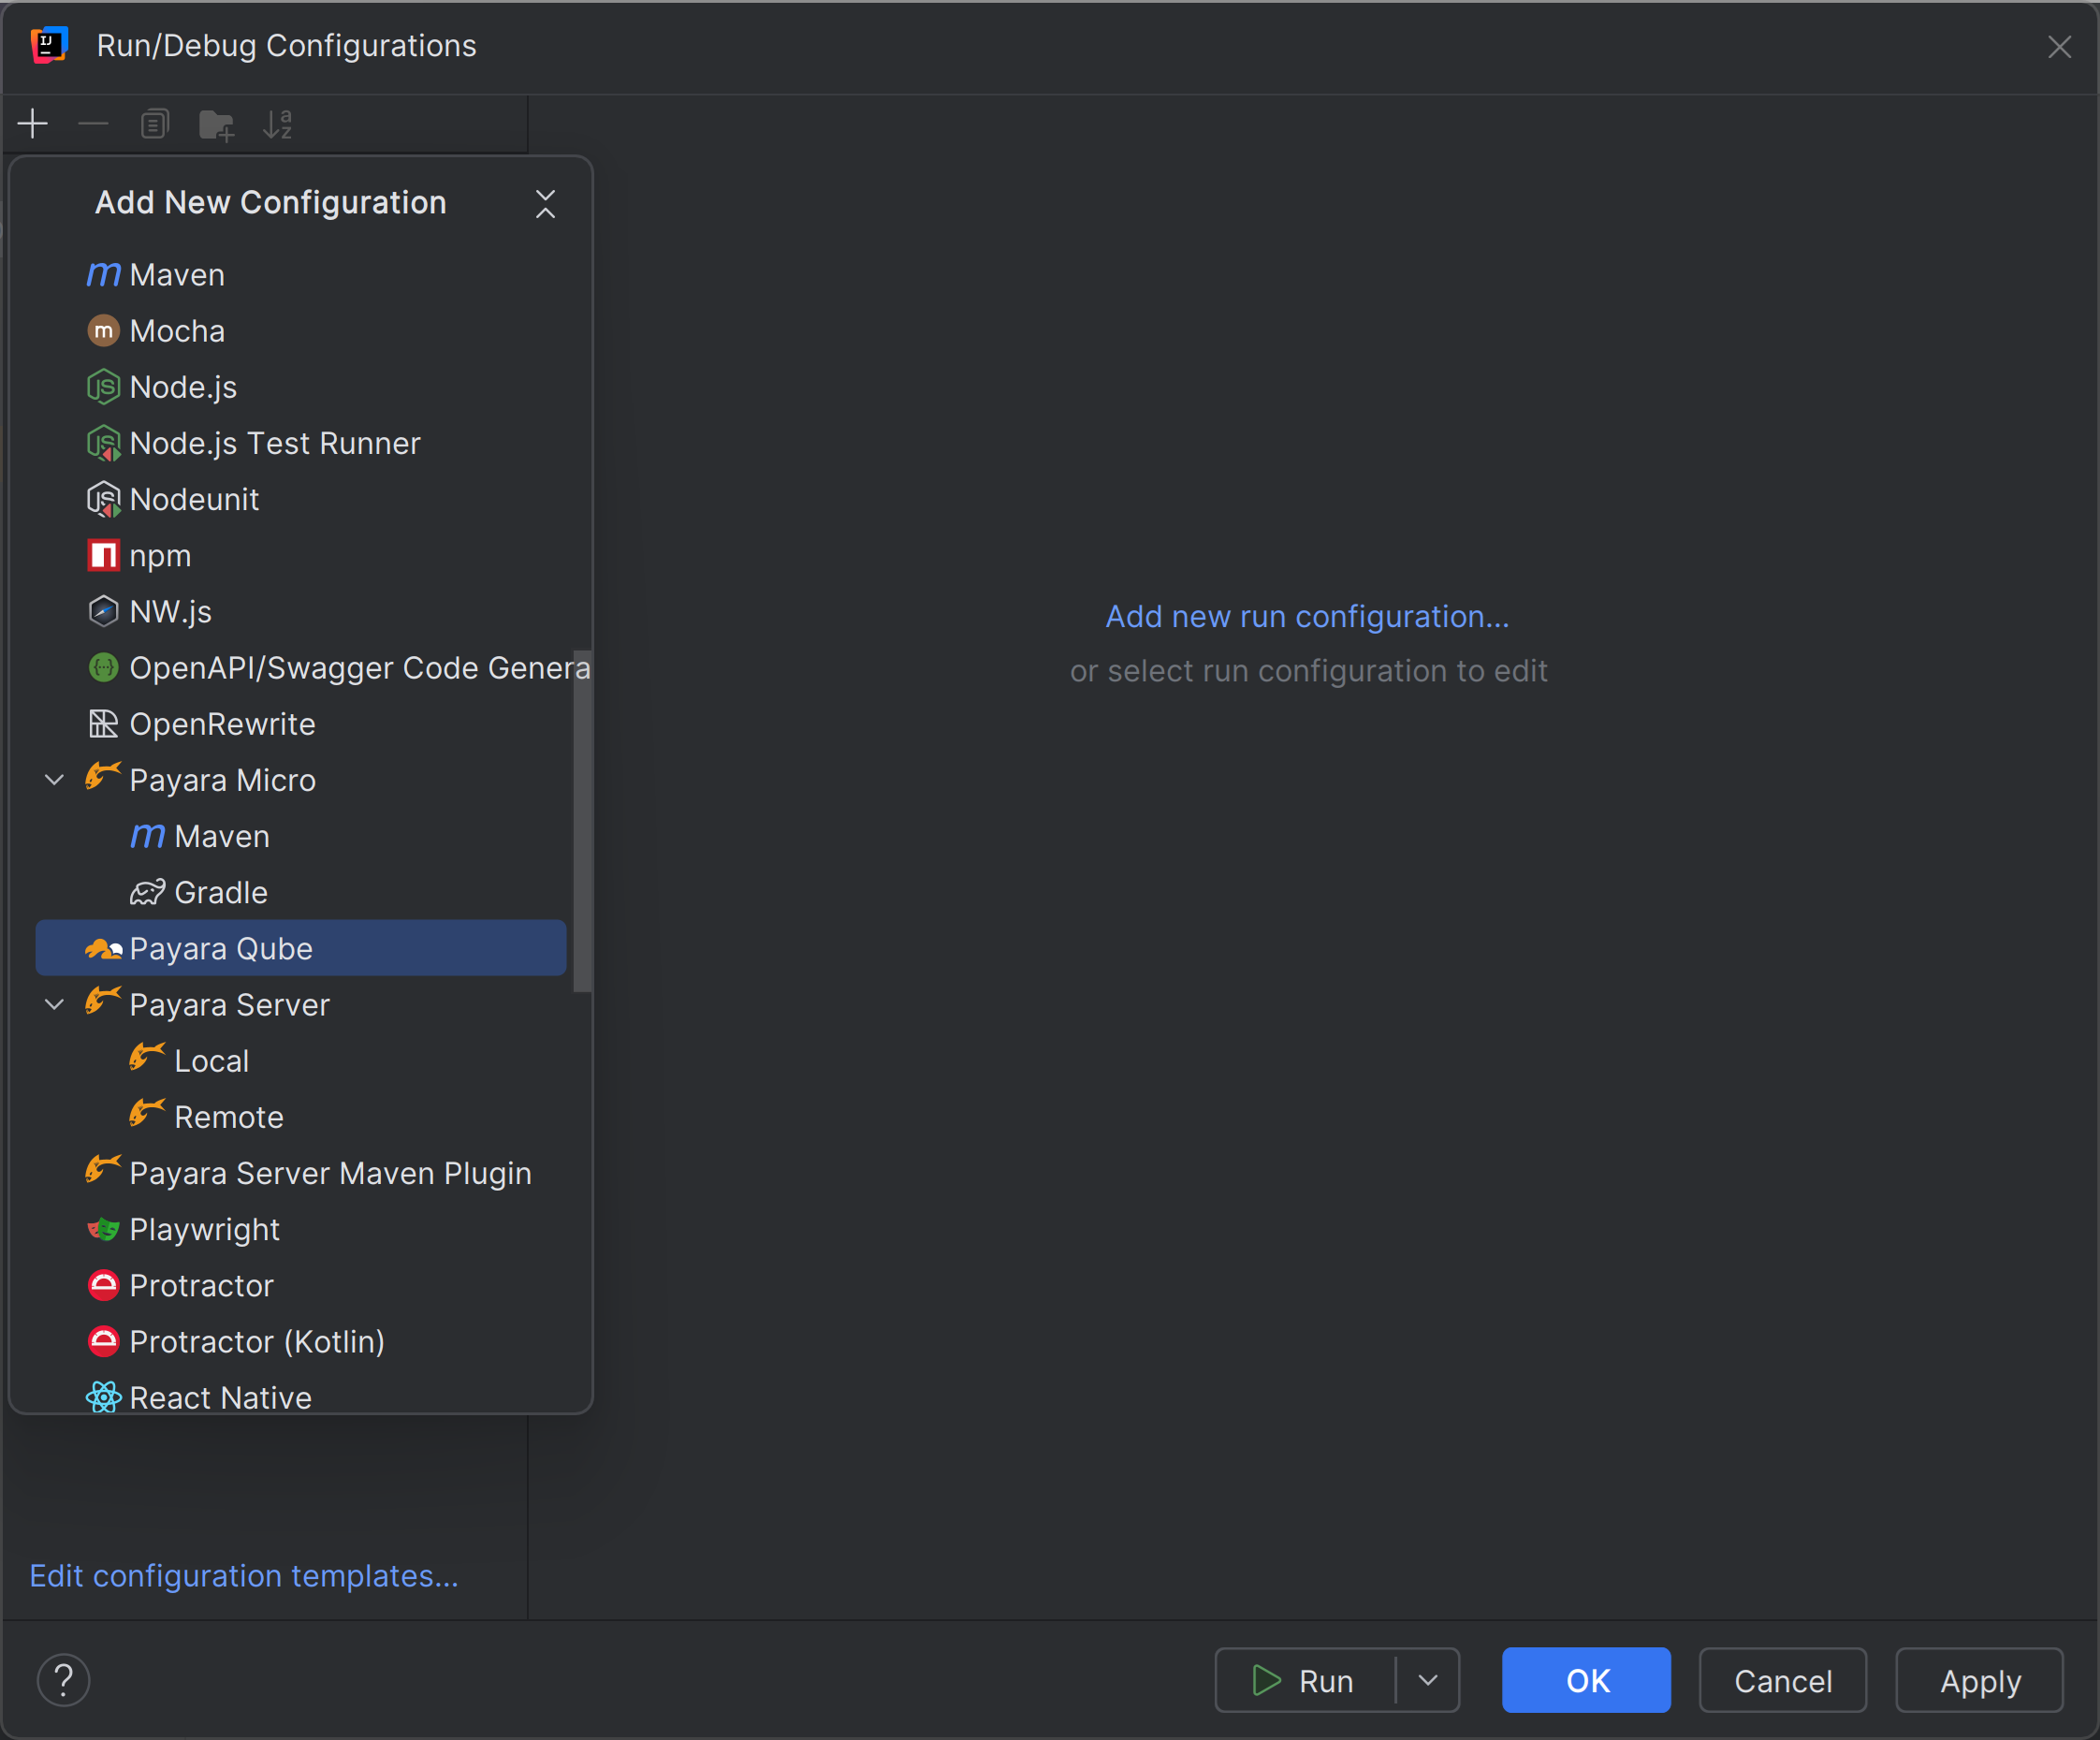 Run/Debug Configurations
Add New Configuration
Maven
Mocha
Node.js
Node.js Test Runner
Nodeunit
npm
NW.js
OpenAPI/Swagger Code Genera
OpenRewrite
Payara Micro
Maven
Gradle
Payara Qube
Payara Server
Local
Remote
Payara Server Maven Plugin
Playwright
Protractor
Protractor (Kotlin)
React Native
Add new run configuration...
or select run configuration to edit
Edit configuration templates...
?
Run
OK
Cancel
Apply